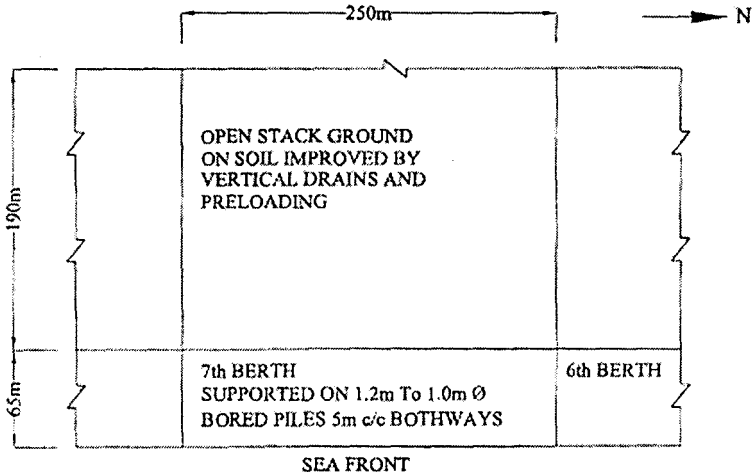 250m
N
OPEN STACK GROUND
ON SOIL IMPROVED BY
VERTICAL DRAINS AND
PRELOADING
190m
7th BERTH
SUPPORTED ON 1.2m To 1.0m Ø
BORED PILES 5m c/c BOTHWAYS
6th BERTH
65m
SEA FRONT